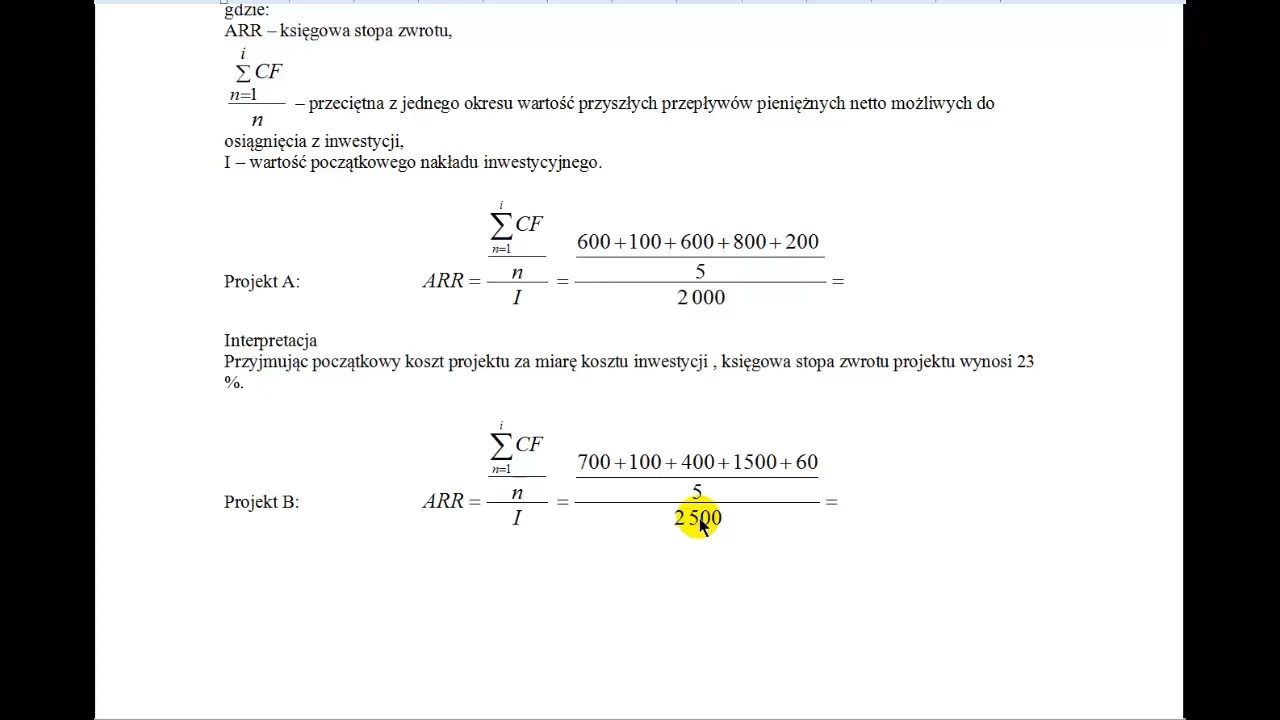 gdzie:
ARR – księgowa stopa zwrotu,
i
∑ CF
n=1
n
– przeciętna z jednego okresu wartość przyszłych przepływów pieniężnych netto możliwych do
osiągnięcia z inwestycji,
I – wartość początkowego nakładu inwestycyjnego.
i
∑ CF
n=1
600+100+600+800+200
n
5
Projekt A: ARR = = =
I
2 000
Interpretacja
Przyjmując początkowy koszt projektu za miarę kosztu inwestycji , księgowa stopa zwrotu projektu wynosi 23
%.
i
∑ CF
n=1
700+100+400+1500+60
n
5
Projekt B: ARR = = =
I
2 500